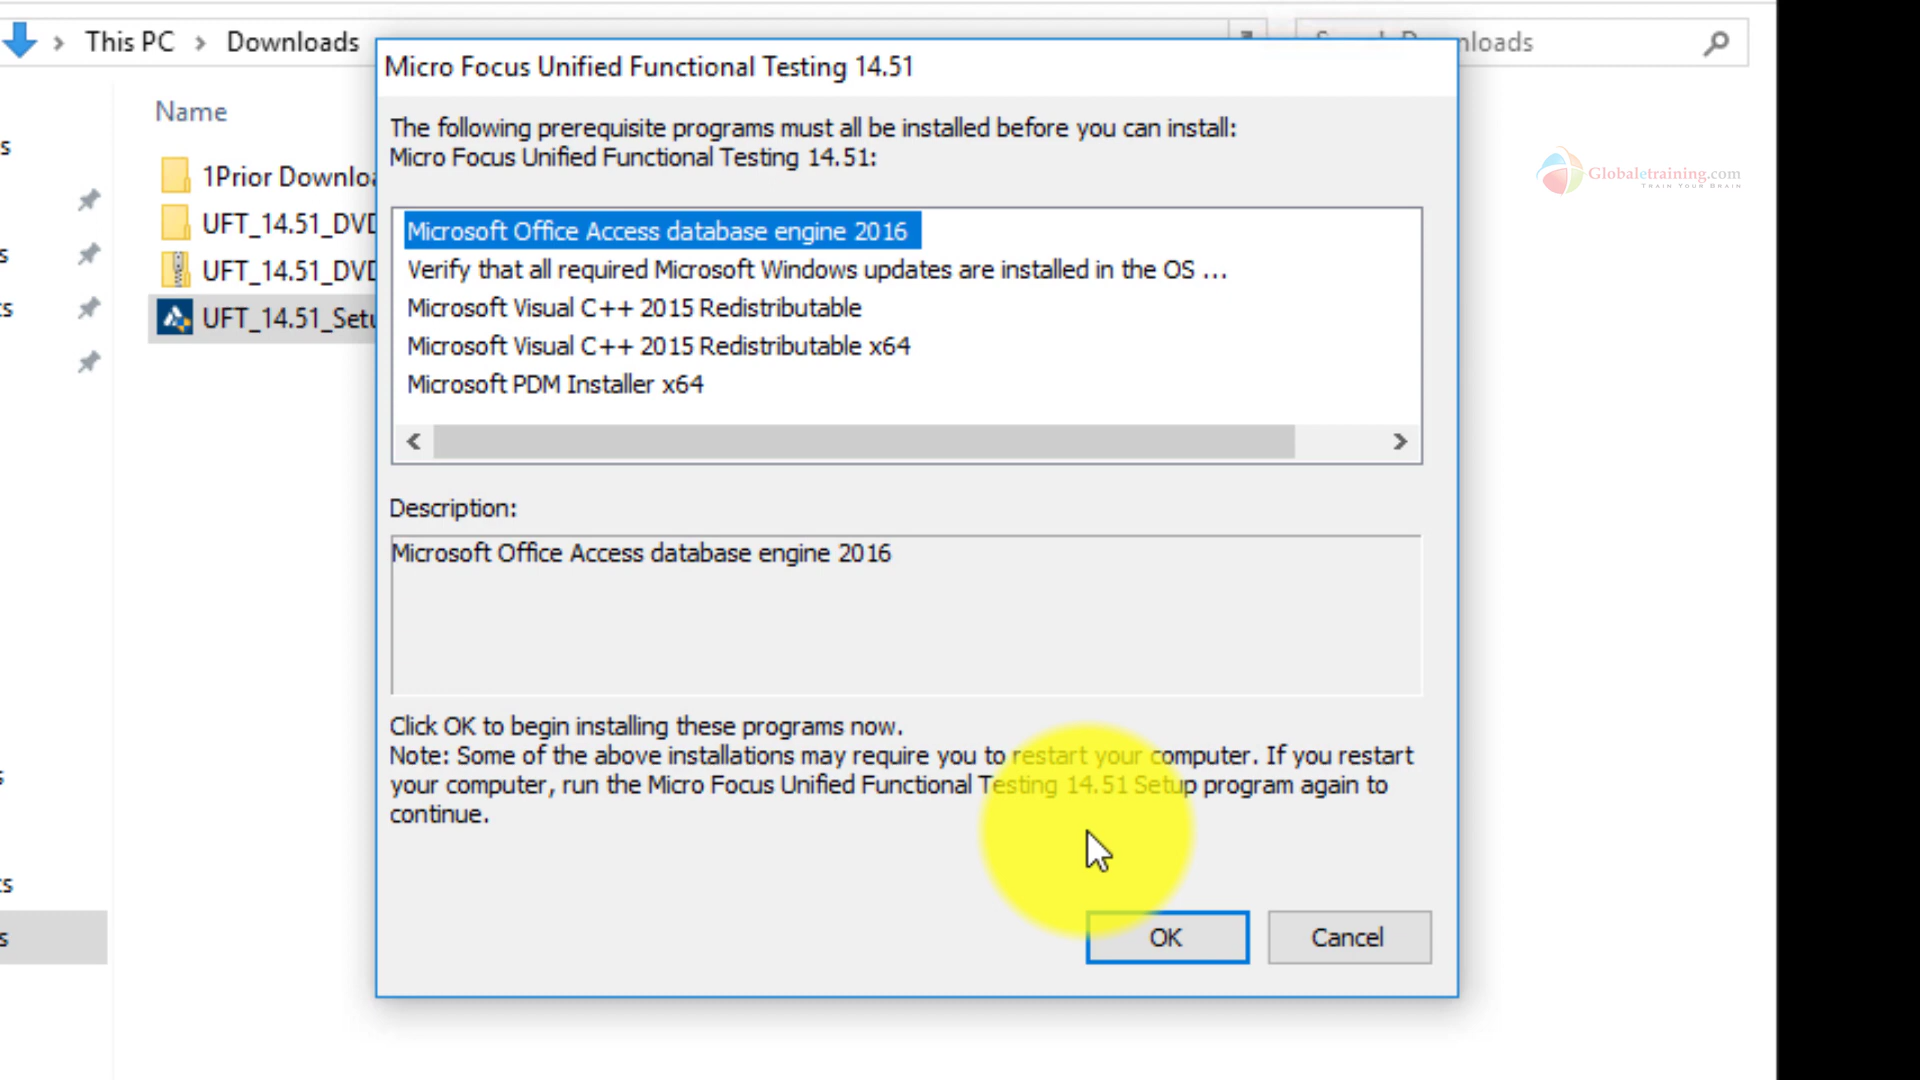 This PC
Downloads
Micro Focus Unified Functional Testing 14.51
Name
The following prerequisite programs must all be installed before you can install:
Micro Focus Unified Functional Testing 14.51:
1Prior
UFT_14.51_DVD
UFT_14.51_DVD
UFT_14.51_Setu
Microsoft Office Access database engine 2016
Verify that all required Microsoft Windows updates are installed in the OS ...
Microsoft Visual C++ 2015 Redistributable
Microsoft Visual C++ 2015 Redistributable x64
Microsoft PDM Installer x64
Description:
Microsoft Office Access database engine 2016
Click OK to begin installing these programs now.
Note: Some of the above installations may require you to restart your computer. If you restart
your computer, run the Micro Focus Unified Functional Testing 14.51 Setup program again to
continue.
OK
Cancel
Globaletraining.com
TRAIN YOUR BRAIN